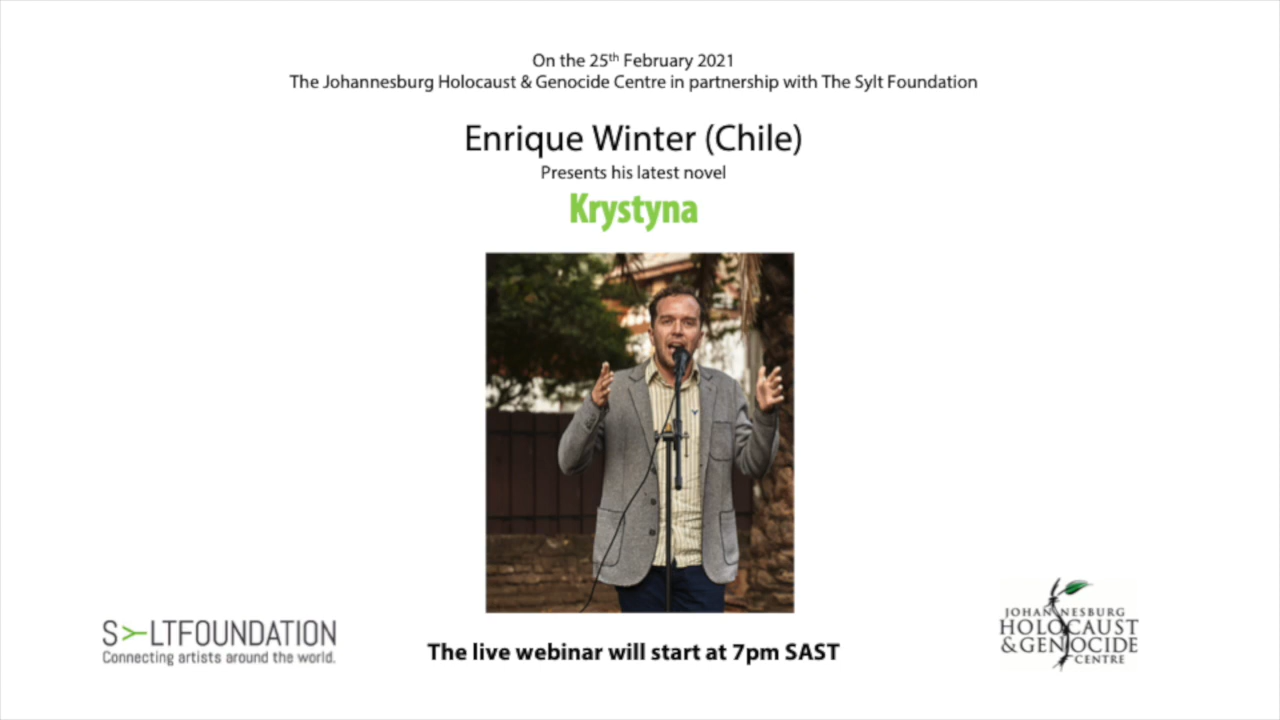 On the 25th February 2021
The Johannesburg Holocaust & Genocide Centre in partnership with The Sylt Foundation
Enrique Winter (Chile)
Presents his latest novel
Krystyna
SYLTFOUNDATION
Connecting artists around the world.
The live webinar will start at 7pm SAST
JOHANNESBURG
HOLOCAUST
& GENOCIDE
CENTRE